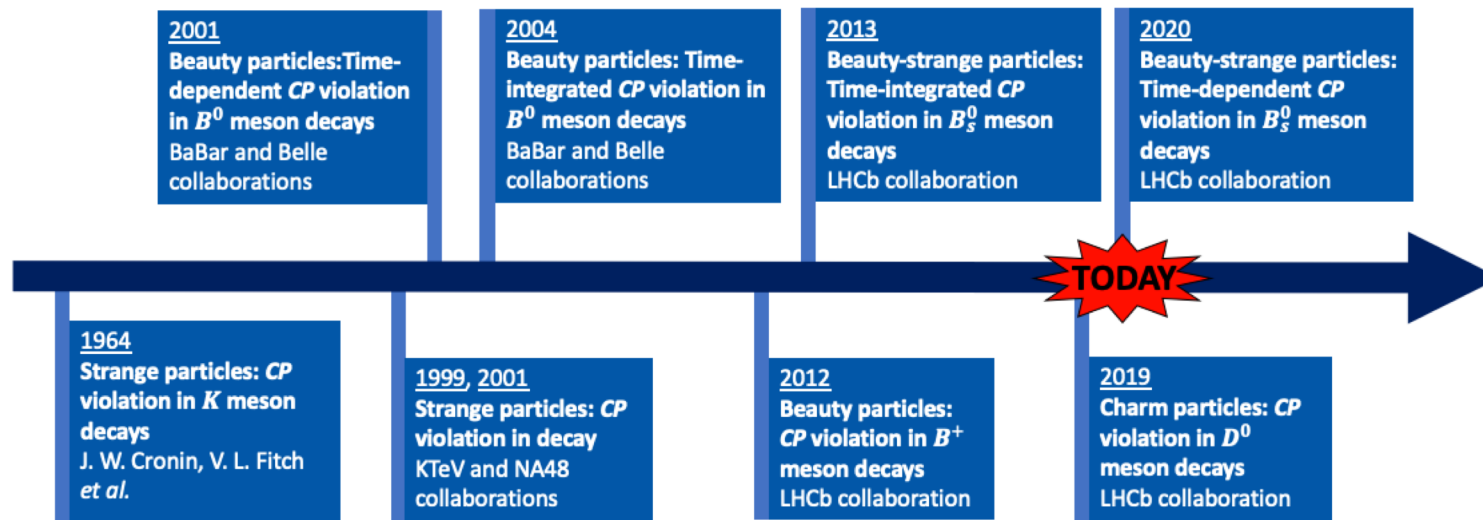 2001
Beauty particles:Time-
dependent CP violation
in B⁰ meson decays
BaBar and Belle
collaborations
2004
Beauty particles: Time-
integrated CP violation in
B⁰ meson decays
BaBar and Belle
collaborations
2013
Beauty-strange particles:
Time-integrated CP
violation in B⁰ₛ meson
decays
LHCb collaboration
2020
Beauty-strange particles:
Time-dependent CP
violation in B⁰ₛ meson
decays
LHCb collaboration
TODAY
1964
Strange particles: CP
violation in K meson
decays
J. W. Cronin, V. L. Fitch
et al.
1999, 2001
Strange particles: CP
violation in decay
KTeV and NA48
collaborations
2012
Beauty particles:
CP violation in B⁺
meson decays
LHCb collaboration
2019
Charm particles: CP
violation in D⁰
meson decays
LHCb collaboration